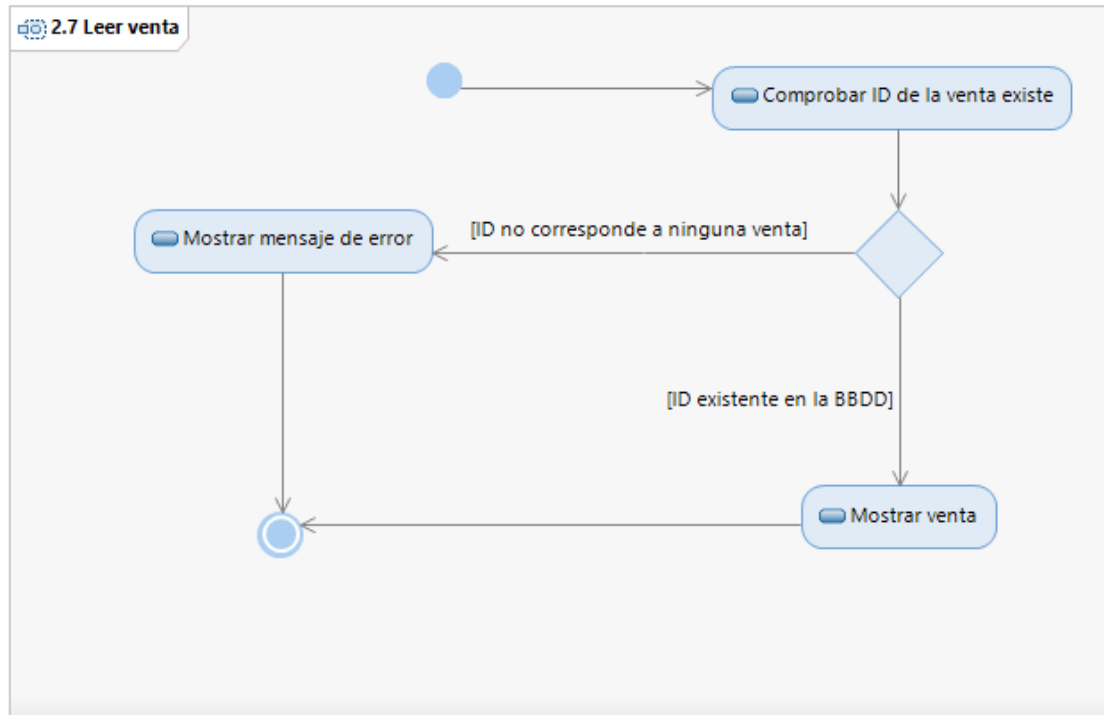 2.7 Leer venta
Comprobar ID de la venta existe
[ID no corresponde a ninguna venta]
Mostrar mensaje de error
[ID existente en la BBDD]
Mostrar venta